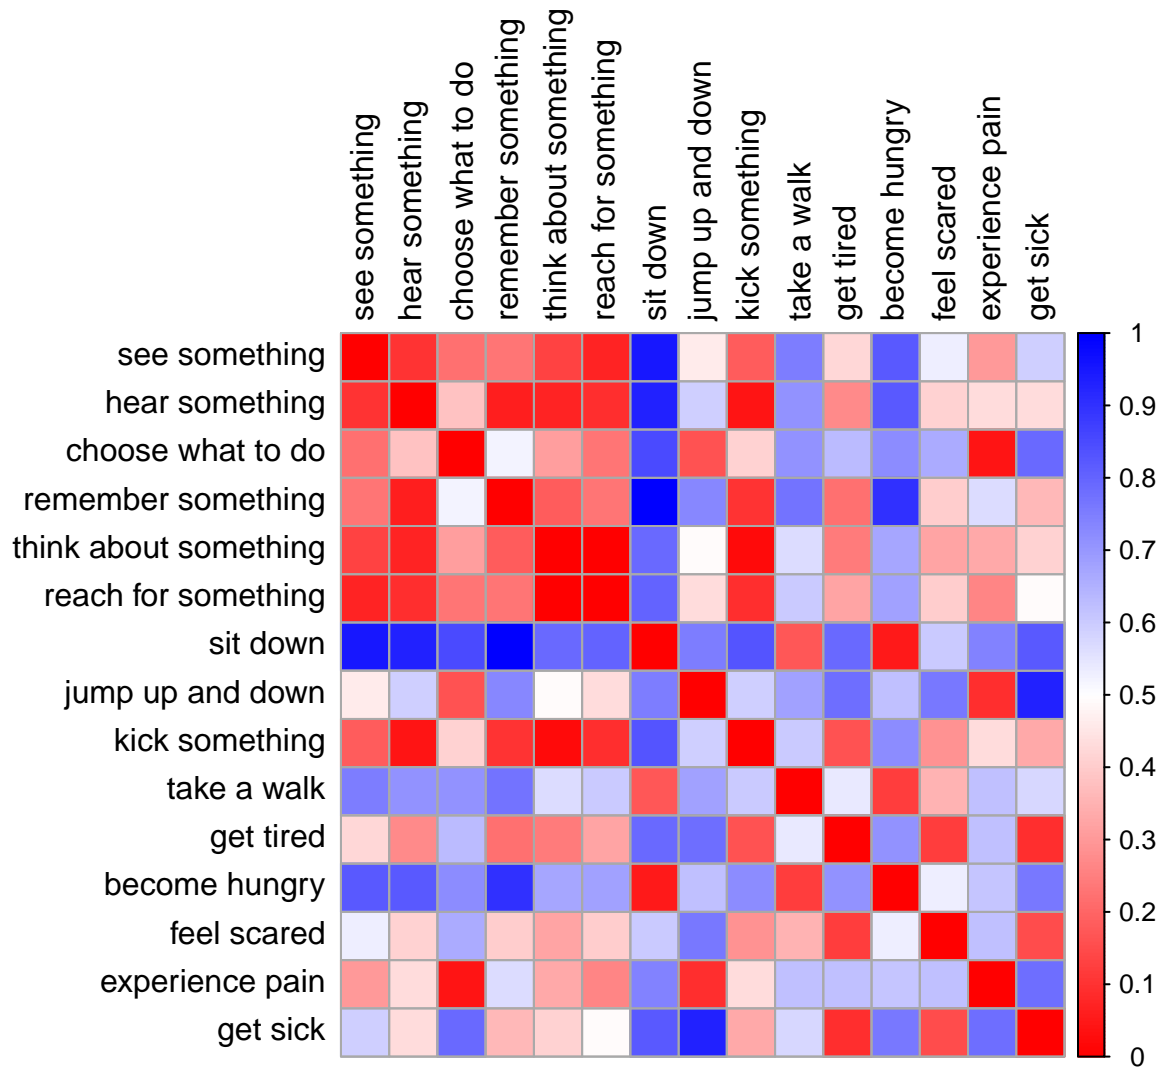 see something
hear something
choose what to do
remember something
think about something
reach for something
sit down
jump up and down
kick something
take a walk
get tired
become hungry
feel scared
experience pain
get sick
see something
hear something
choose what to do
remember something
think about something
reach for something
sit down
jump up and down
kick something
take a walk
get tired
become hungry
feel scared
experience pain
get sick
1
0.9
0.8
0.7
0.6
0.5
0.4
0.3
0.2
0.1
0